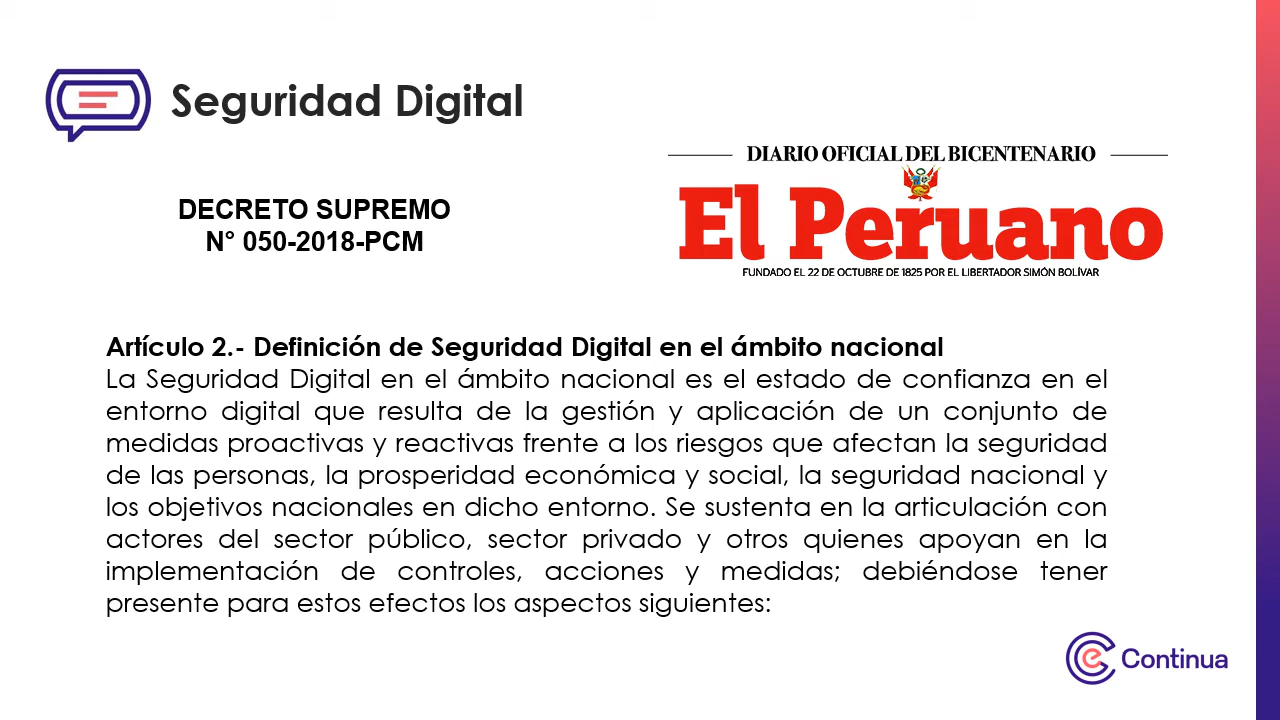 Seguridad Digital
DIARIO OFICIAL DEL BICENTENARIO
El Peruano
FUNDADO EL 22 DE OCTUBRE DE 1825 POR EL LIBERTADOR SIMÓN BOLÍVAR
DECRETO SUPREMO
N° 050-2018-PCM
Artículo 2.- Definición de Seguridad Digital en el ámbito nacional
La Seguridad Digital en el ámbito nacional es el estado de confianza en el
entorno digital que resulta de la gestión y aplicación de un conjunto de
medidas proactivas y reactivas frente a los riesgos que afectan la seguridad
de las personas, la prosperidad económica y social, la seguridad nacional y
los objetivos nacionales en dicho entorno. Se sustenta en la articulación con
actores del sector público, sector privado y otros quienes apoyan en la
implementación de controles, acciones y medidas; debiéndose tener
presente para estos efectos los aspectos siguientes:
Continua